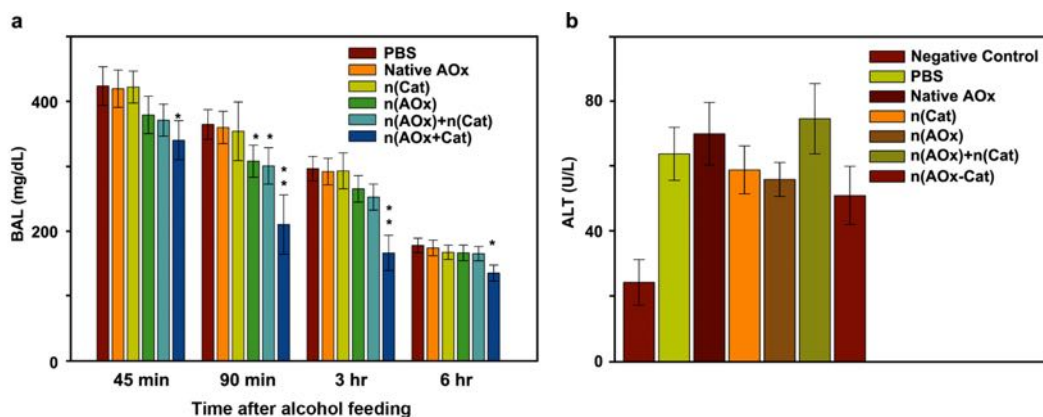 a
BAL (mg/dL)
400
200
0
PBS
Native AOx
n(Cat)
n(AOx)
n(AOx)+n(Cat)
n(AOx+Cat)
*
* *
*
*
*
*
*
45 min
90 min
3 hr
6 hr
Time after alcohol feeding
b
ALT (U/L)
80
40
0
Negative Control
PBS
Native AOx
n(Cat)
n(AOx)
n(AOx)+n(Cat)
n(AOx-Cat)